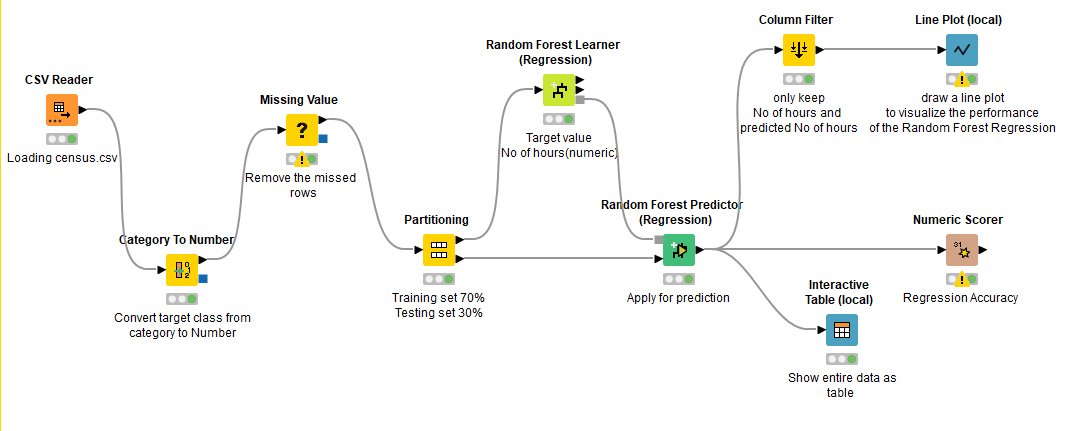 CSV Reader
Loading census.csv
Category To Number
Convert target class from
category to Number
Missing Value
?
Remove the missed
rows
Partitioning
Training set 70%
Testing set 30%
Random Forest Learner
(Regression)
Target value
No of hours(numeric)
Random Forest Predictor
(Regression)
Apply for prediction
Column Filter
only keep
No of hours and
predicted No of hours
Line Plot (local)
draw a line plot
to visualize the performance
of the Random Forest Regression
Numeric Scorer
31
Regression Accuracy
Interactive
Table (local)
Show entire data as
table